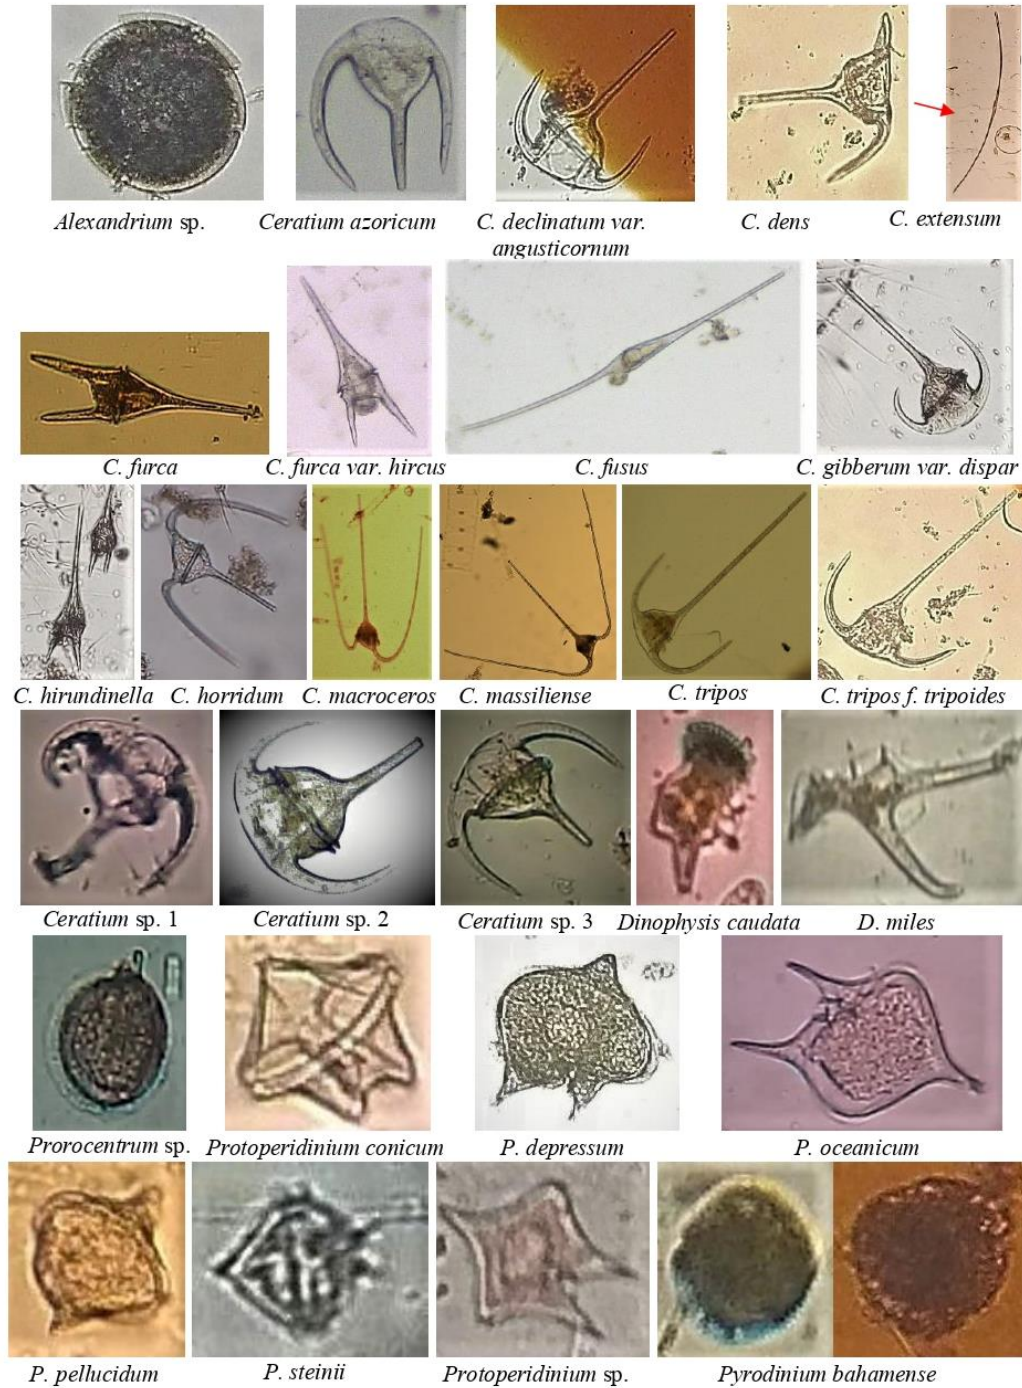 Alexandrium sp.
Ceratium azoricum
C. declinatum var.
angusticornum
C. dens
C. extensum
C. furca
C. furca var. hircus
C. fusus
C. gibberum var. dispar
C. hirundinella
C. horridum
C. macroceros
C. massiliense
C. tripos
C. tripos f. tripoides
Ceratium sp. 1
Ceratium sp. 2
Ceratium sp. 3
Dinophysis caudata
D. miles
Prorocentrum sp.
Protoperidinium conicum
P. depressum
P. oceanicum
P. pellucidum
P. steinii
Protoperidinium sp.
Pyrodinium bahamense